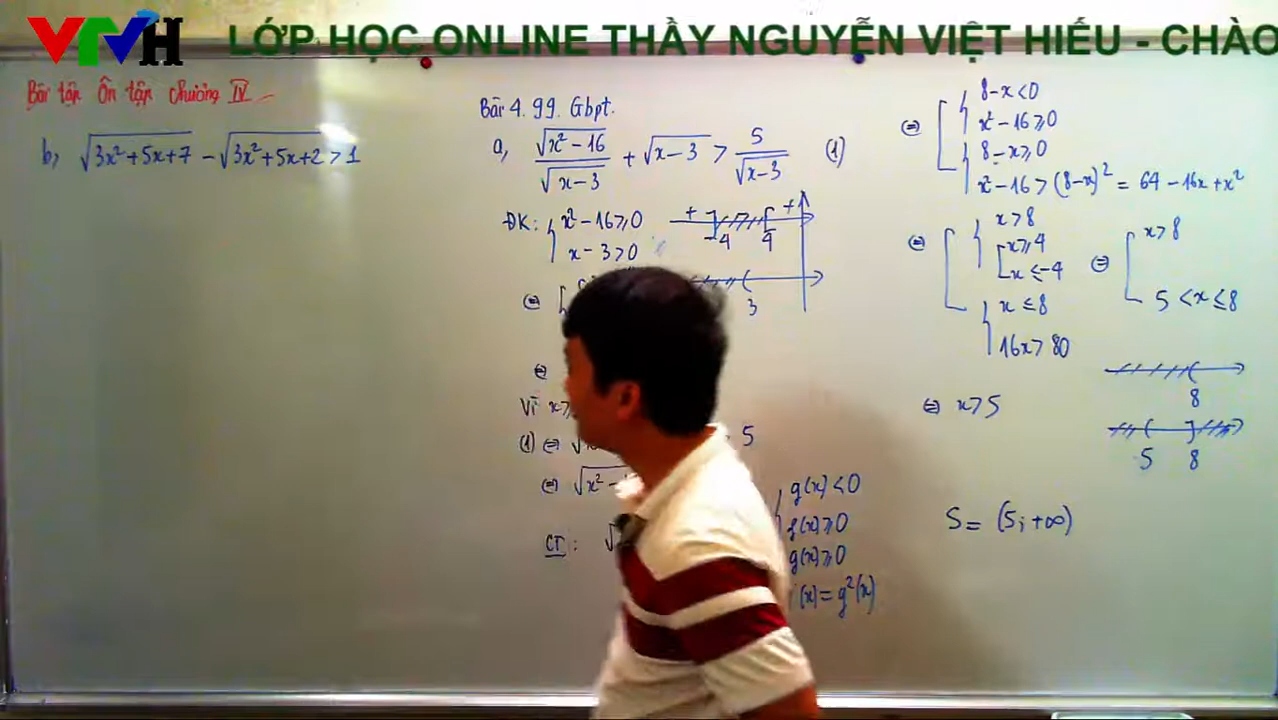 VTVH
LỚP HỌC ONLINE THẦY NGUYỄN VIỆT HIẾU - CHÀO
Bài tập Ôn tập chương IV
b, √(3x²+5x+7) - √(3x²+5x+2) > 1
Bài 4.99. Gbpt.
a, √(x²-16)/√(x-3) + √(x-3) > 5/√(x-3) (1)
ĐK: { x²-16 ⩾ 0
x-3 > 0
+ -4 4 +
3
⇔
⇔
Vì x >
(1) ⇔ 5
⇔ √x²
CT: √
g(x) < 0
f(x) ⩾ 0
g(x) ⩾ 0
(x) = g²(x)
⇔ [ { 8-x < 0
x²-16 ⩾ 0
{ 8-x ⩾ 0
x²-16 > (8-x)² = 64-16x+x²
⇔ [ { x > 8
[ x ⩾ 4
x ≤ -4
{ x ≤ 8
16x > 80
⇔ [ x > 8
5 < x ≤ 8
8
5 8
⇔ x > 5
S = (5; +∞)